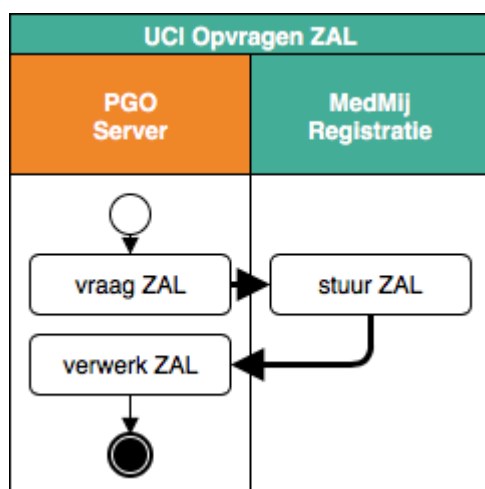 UCI Opvragen ZAL
PGO
Server
MedMij
Registratie
vraag ZAL
stuur ZAL
verwerk ZAL